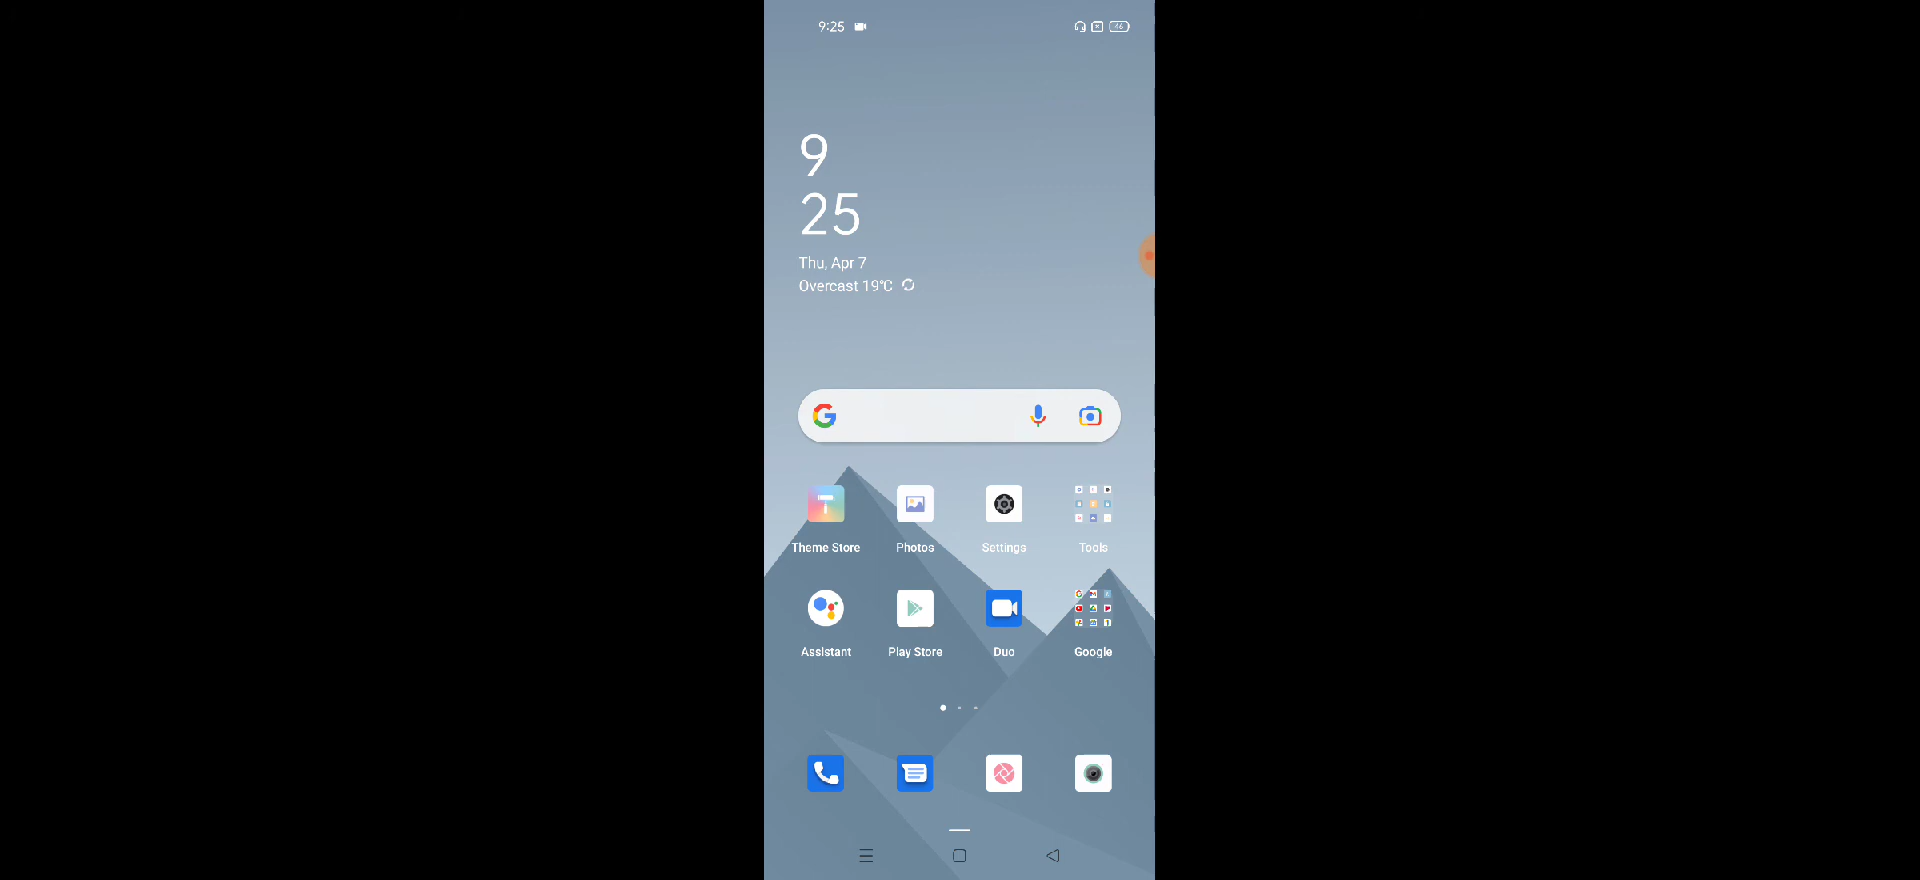 9:25
46
9
25
Thu, Apr 7
Overcast 19°C
Theme Store
Photos
Settings
Tools
Assistant
Play Store
Duo
Google